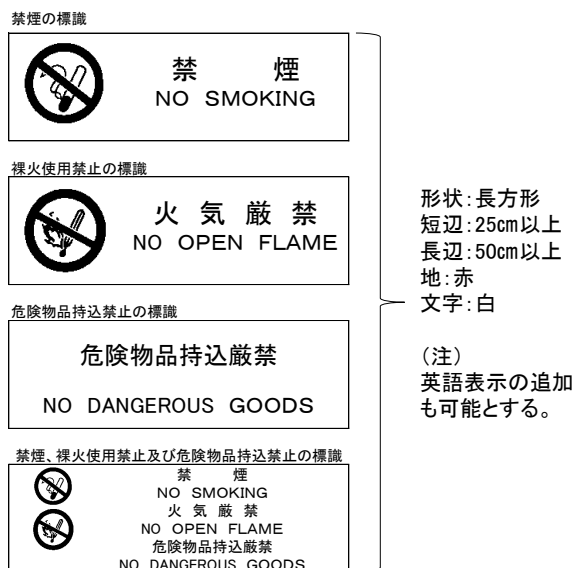 禁煙の標識
禁　煙
NO SMOKING
裸火使用禁止の標識
火 気 厳 禁
NO OPEN FLAME
危険物品持込禁止の標識
危険物品持込厳禁
NO DANGEROUS GOODS
禁煙、裸火使用禁止及び危険物品持込禁止の標識
禁　煙
NO SMOKING
火 気 厳 禁
NO OPEN FLAME
危険物品持込厳禁
NO DANGEROUS GOODS
形状：長方形
短辺：25㎝以上
長辺：50㎝以上
地：赤
文字：白
（注）
英語表示の追加
も可能とする。